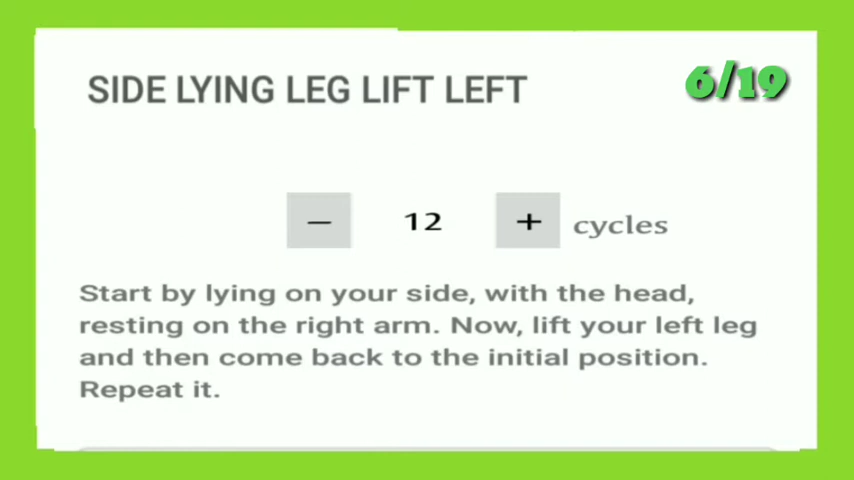 SIDE LYING LEG LIFT LEFT
6/19
− 12 + cycles
Start by lying on your side, with the head,
resting on the right arm. Now, lift your left leg
and then come back to the initial position.
Repeat it.